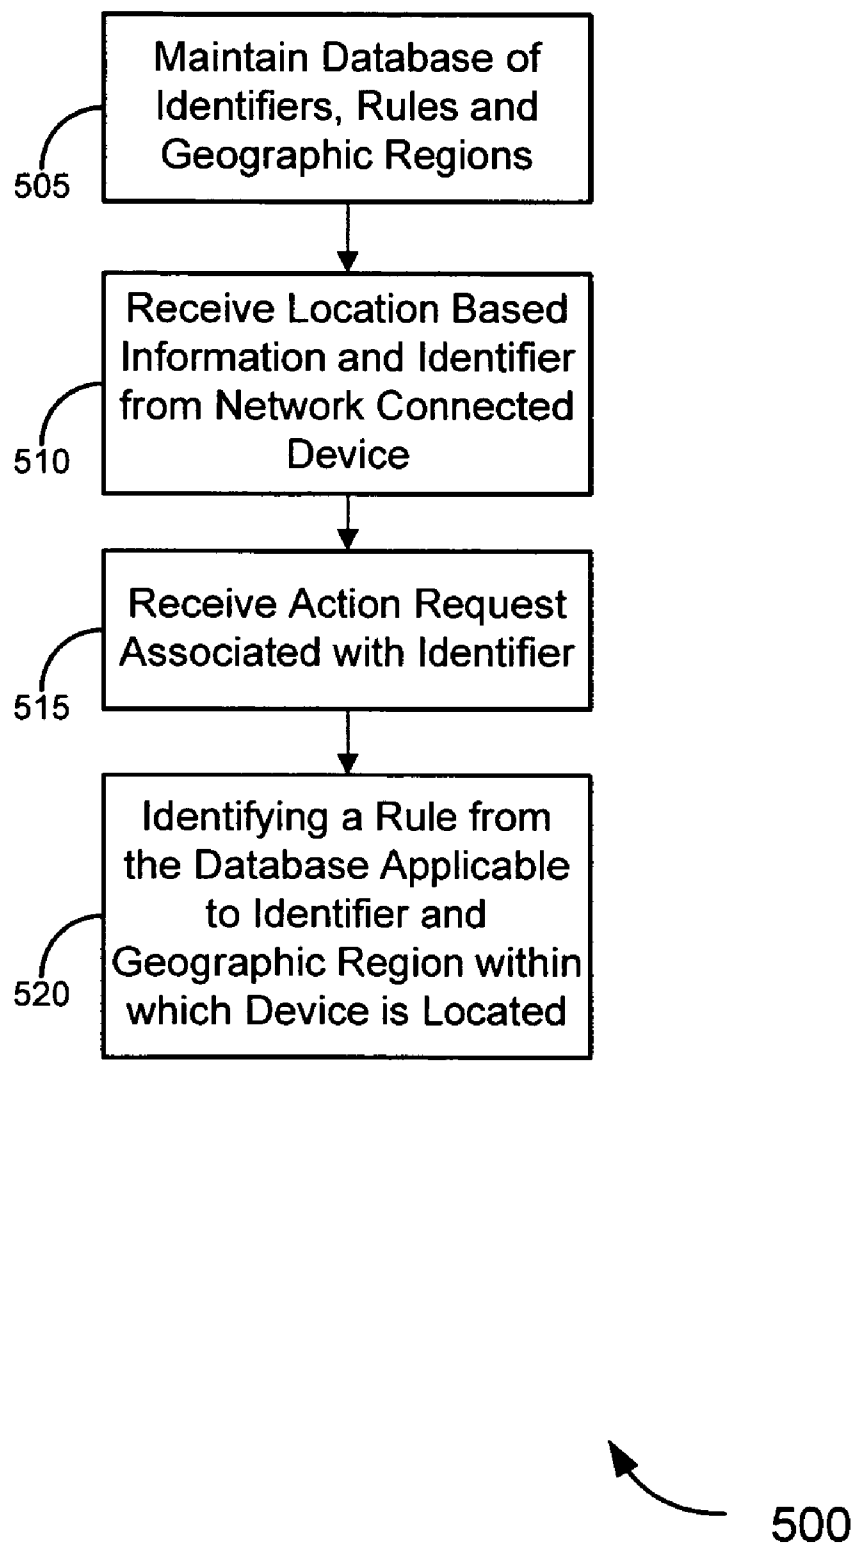 Maintain Database of
Identifiers, Rules and
Geographic Regions
505
Receive Location Based
Information and Identifier
from Network Connected
Device
510
Receive Action Request
Associated with Identifier
515
Identifying a Rule from
the Database Applicable
to Identifier and
Geographic Region within
which Device is Located
520
500